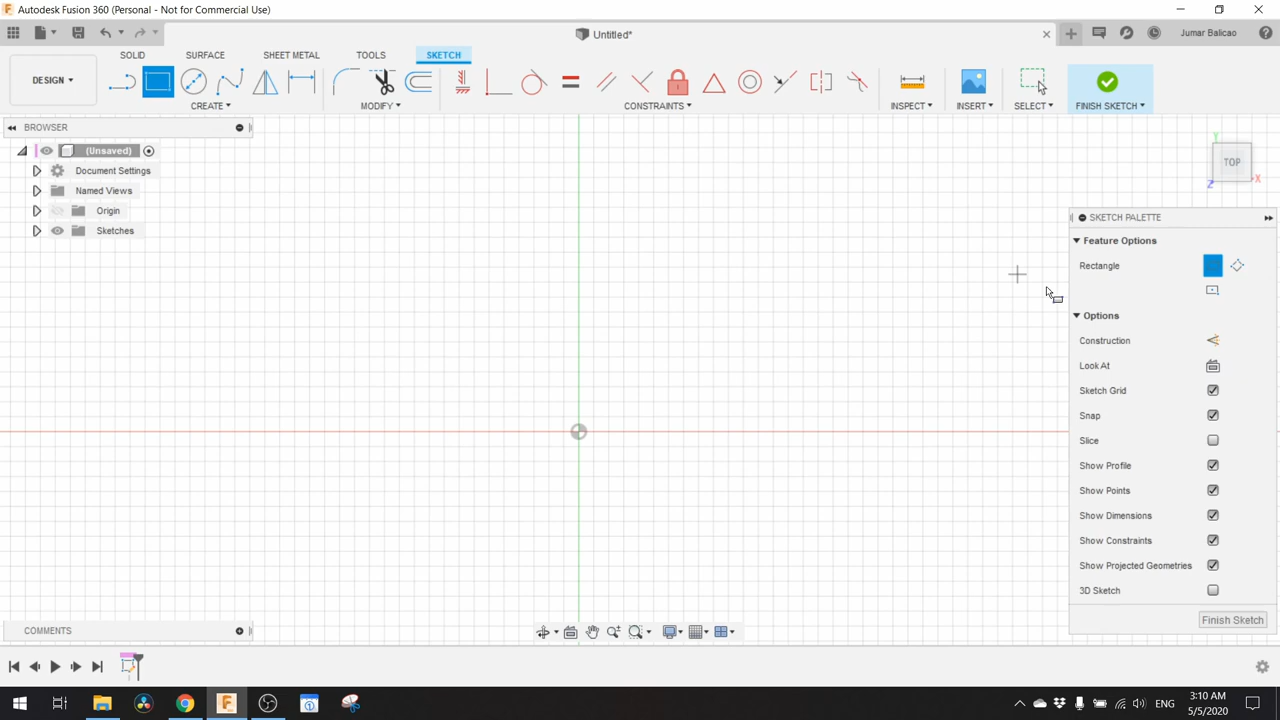 Autodesk Fusion 360 (Personal - Not for Commercial Use)
Untitled*
Jumar Balicao
SOLID SURFACE SHEET METAL TOOLS SKETCH
DESIGN
CREATE MODIFY CONSTRAINTS INSPECT INSERT SELECT FINISH SKETCH
BROWSER
(Unsaved)
Document Settings
Named Views
Origin
Sketches
Y
TOP
X
Z
SKETCH PALETTE
Feature Options
Rectangle
Options
Construction
Look At
Sketch Grid
Snap
Slice
Show Profile
Show Points
Show Dimensions
Show Constraints
Show Projected Geometries
3D Sketch
Finish Sketch
COMMENTS
ENG
3:10 AM
5/5/2020